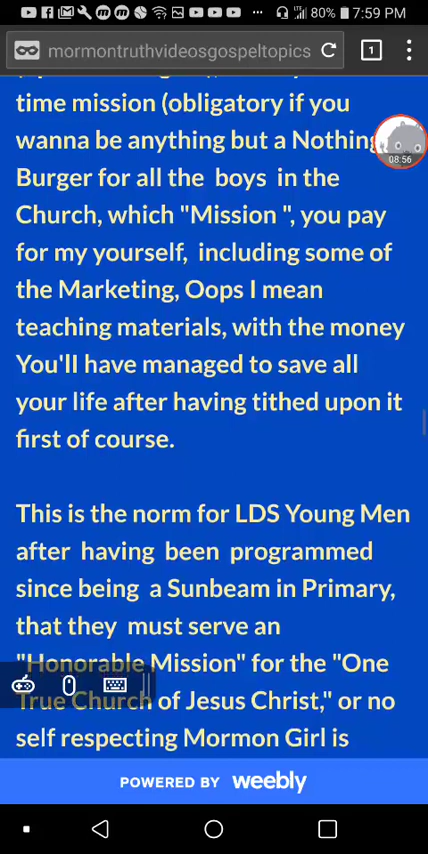 80% 7:59 PM
mormontruthvideosgospeltopics
1
time mission (obligatory if you
wanna be anything but a Nothing
08:56
Burger for all the boys in the
Church, which "Mission ", you pay
for my yourself, including some of
the Marketing, Oops I mean
teaching materials, with the money
You'll have managed to save all
your life after having tithed upon it
first of course.
This is the norm for LDS Young Men
after having been programmed
since being a Sunbeam in Primary,
that they must serve an
"Honorable Mission" for the "One
True Church of Jesus Christ," or no
self respecting Mormon Girl is
POWERED BY weebly